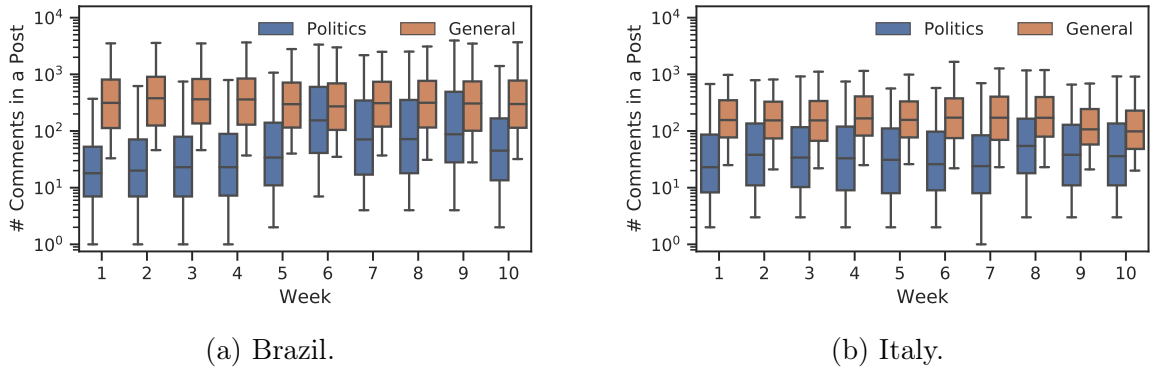 Politics General
# Comments in a Post
10^4
10^3
10^2
10^1
10^0
1 2 3 4 5 6 7 8 9 10
Week
(a) Brazil.
Politics General
# Comments in a Post
10^4
10^3
10^2
10^1
10^0
1 2 3 4 5 6 7 8 9 10
Week
(b) Italy.